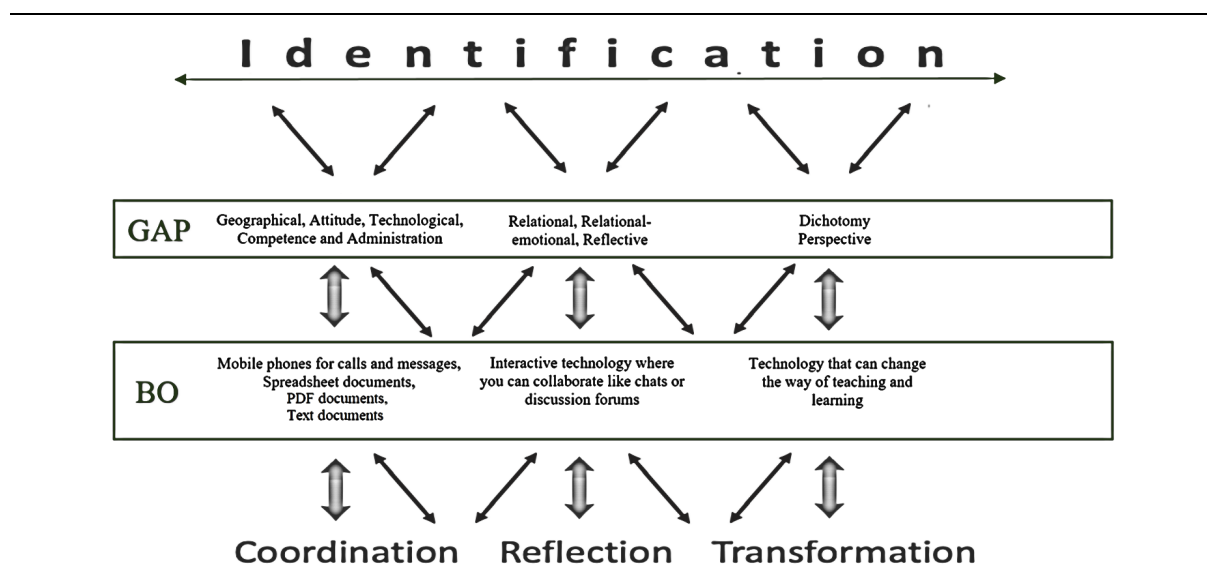 Identification
GAP
Geographical, Attitude, Technological,
Competence and Administration
Relational, Relational-
emotional, Reflective
Dichotomy
Perspective
BO
Mobile phones for calls and messages,
Spreadsheet documents,
PDF documents,
Text documents
Interactive technology where
you can collaborate like chats or
discussion forums
Technology that can change
the way of teaching and
learning
Coordination Reflection Transformation